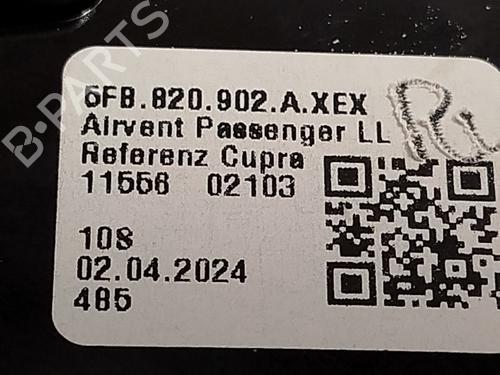 5FB.820.902.A.XEX
Airvent Passenger LL
Referenz Cupra
11556 02103
108
02.04.2024
485
B-PARTS